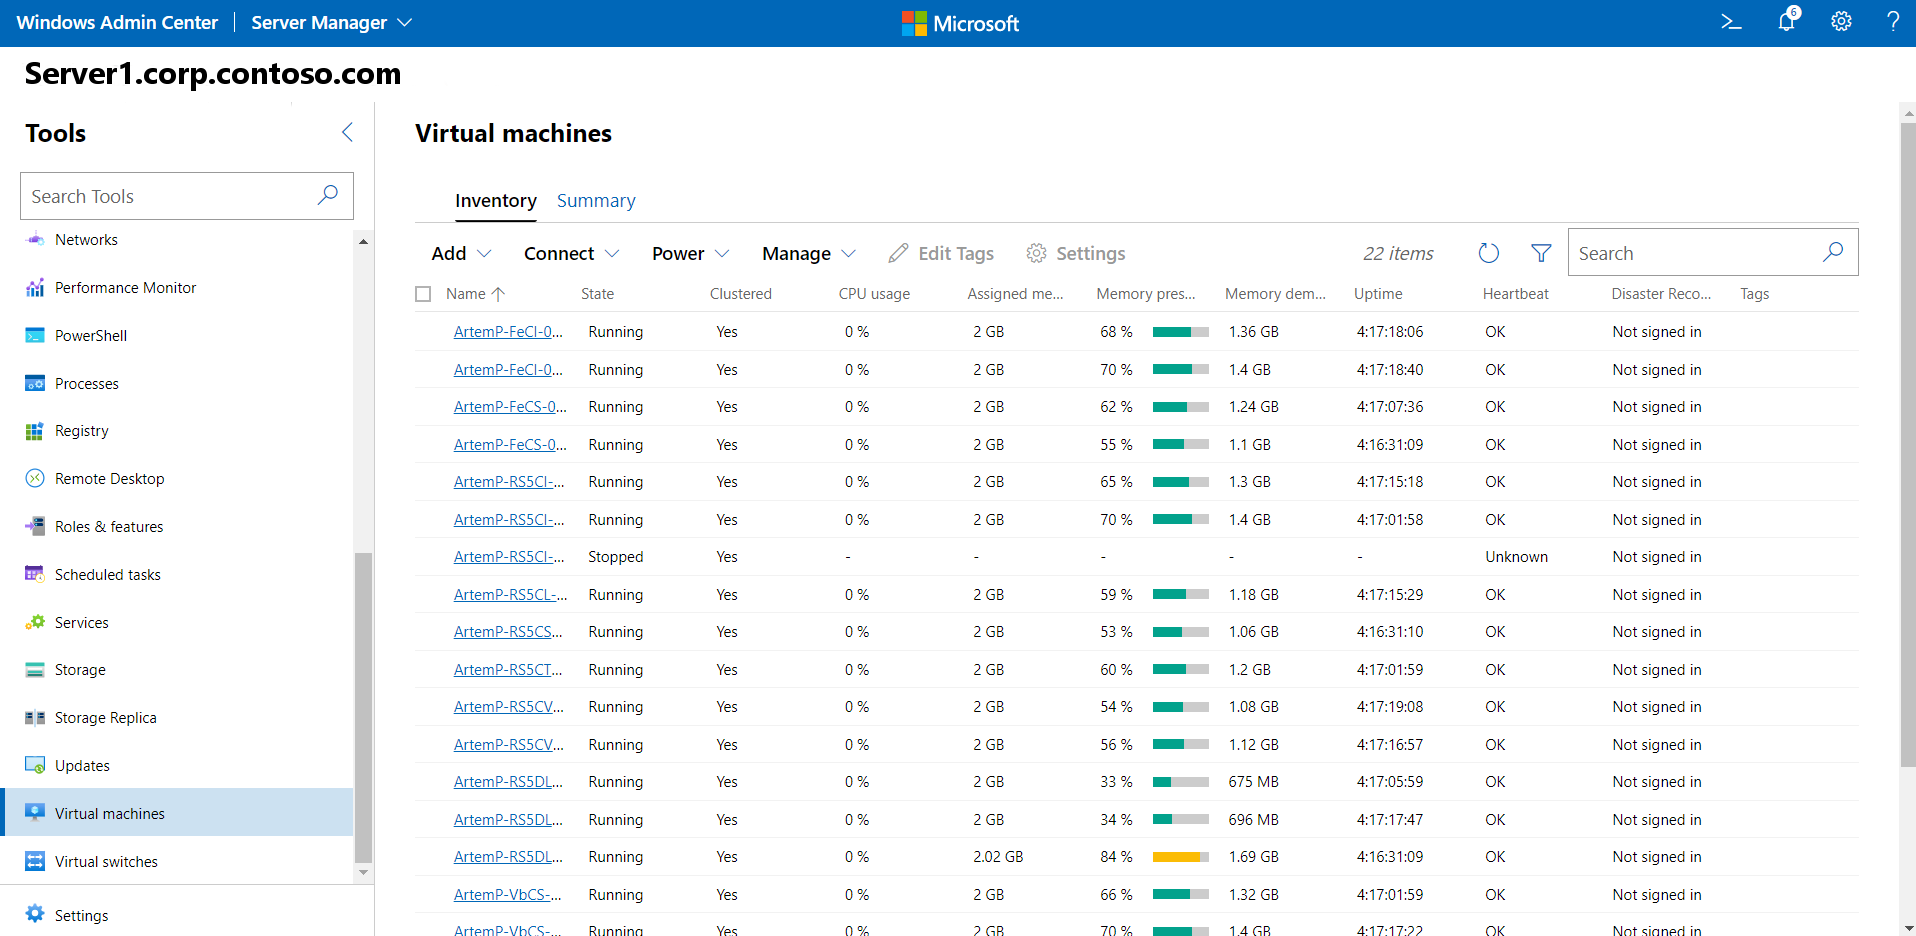 Windows Admin Center Server Manager Microsoft 6
Server1.corp.contoso.com
Tools
Search Tools
Networks
Performance Monitor
PowerShell
Processes
Registry
Remote Desktop
Roles & features
Scheduled tasks
Services
Storage
Storage Replica
Updates
Virtual machines
Virtual switches
Settings
Virtual machines
Inventory Summary
Add Connect Power Manage Edit Tags Settings 22 items Search
Name State Clustered CPU usage Assigned me... Memory pres... Memory dem... Uptime Heartbeat Disaster Reco... Tags
ArtemP-FeCI-0... Running Yes 0 % 2 GB 68 % 1.36 GB 4:17:18:06 OK Not signed in
ArtemP-FeCI-0... Running Yes 0 % 2 GB 70 % 1.4 GB 4:17:18:40 OK Not signed in
ArtemP-FeCS-0... Running Yes 0 % 2 GB 62 % 1.24 GB 4:17:07:36 OK Not signed in
ArtemP-FeCS-0... Running Yes 0 % 2 GB 55 % 1.1 GB 4:16:31:09 OK Not signed in
ArtemP-RS5CI-... Running Yes 0 % 2 GB 65 % 1.3 GB 4:17:15:18 OK Not signed in
ArtemP-RS5CI-... Running Yes 0 % 2 GB 70 % 1.4 GB 4:17:01:58 OK Not signed in
ArtemP-RS5CI-... Stopped Yes - - - - - Unknown Not signed in
ArtemP-RS5CL-... Running Yes 0 % 2 GB 59 % 1.18 GB 4:17:15:29 OK Not signed in
ArtemP-RS5CS... Running Yes 0 % 2 GB 53 % 1.06 GB 4:16:31:10 OK Not signed in
ArtemP-RS5CT... Running Yes 0 % 2 GB 60 % 1.2 GB 4:17:01:59 OK Not signed in
ArtemP-RS5CV... Running Yes 0 % 2 GB 54 % 1.08 GB 4:17:19:08 OK Not signed in
ArtemP-RS5CV... Running Yes 0 % 2 GB 56 % 1.12 GB 4:17:16:57 OK Not signed in
ArtemP-RS5DL... Running Yes 0 % 2 GB 33 % 675 MB 4:17:05:59 OK Not signed in
ArtemP-RS5DL... Running Yes 0 % 2 GB 34 % 696 MB 4:17:17:47 OK Not signed in
ArtemP-RS5DL... Running Yes 0 % 2.02 GB 84 % 1.69 GB 4:16:31:09 OK Not signed in
ArtemP-VbCS-... Running Yes 0 % 2 GB 66 % 1.32 GB 4:17:01:59 OK Not signed in
ArtemP-VbCS-... Running Yes 0 % 2 GB 70 % 1.4 GB 4:17:17:22 OK Not signed in